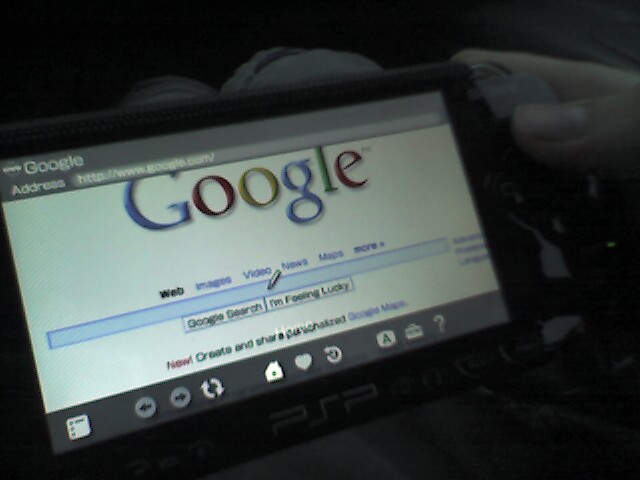 Google
Address http://www.google.com/
Google
Web Images Video News Maps more »
Google Search I'm Feeling Lucky
New! Create and share personalized Google Maps.
A ?
PSP